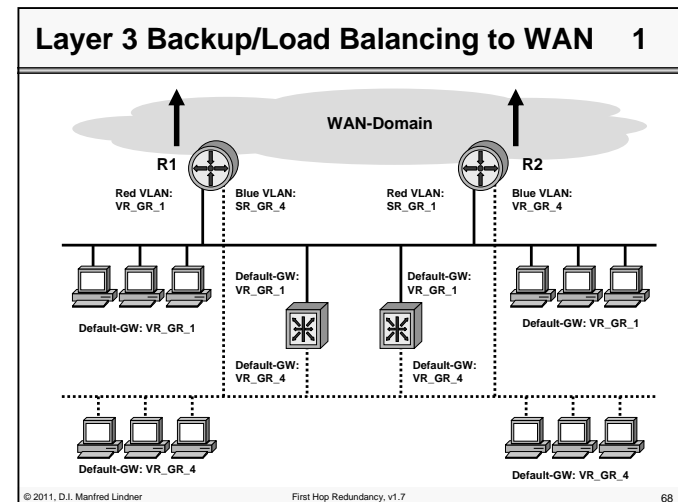 Layer 3 Backup/Load Balancing to WAN 1
WAN-Domain
R1
R2
Red VLAN:
VR_GR_1
Blue VLAN:
SR_GR_4
Red VLAN:
SR_GR_1
Blue VLAN:
VR_GR_4
Default-GW:
VR_GR_1
Default-GW:
VR_GR_1
Default-GW: VR_GR_1
Default-GW: VR_GR_1
Default-GW:
VR_GR_4
Default-GW:
VR_GR_4
Default-GW: VR_GR_4
Default-GW: VR_GR_4
© 2011, D.I. Manfred Lindner
First Hop Redundancy, v1.7
68